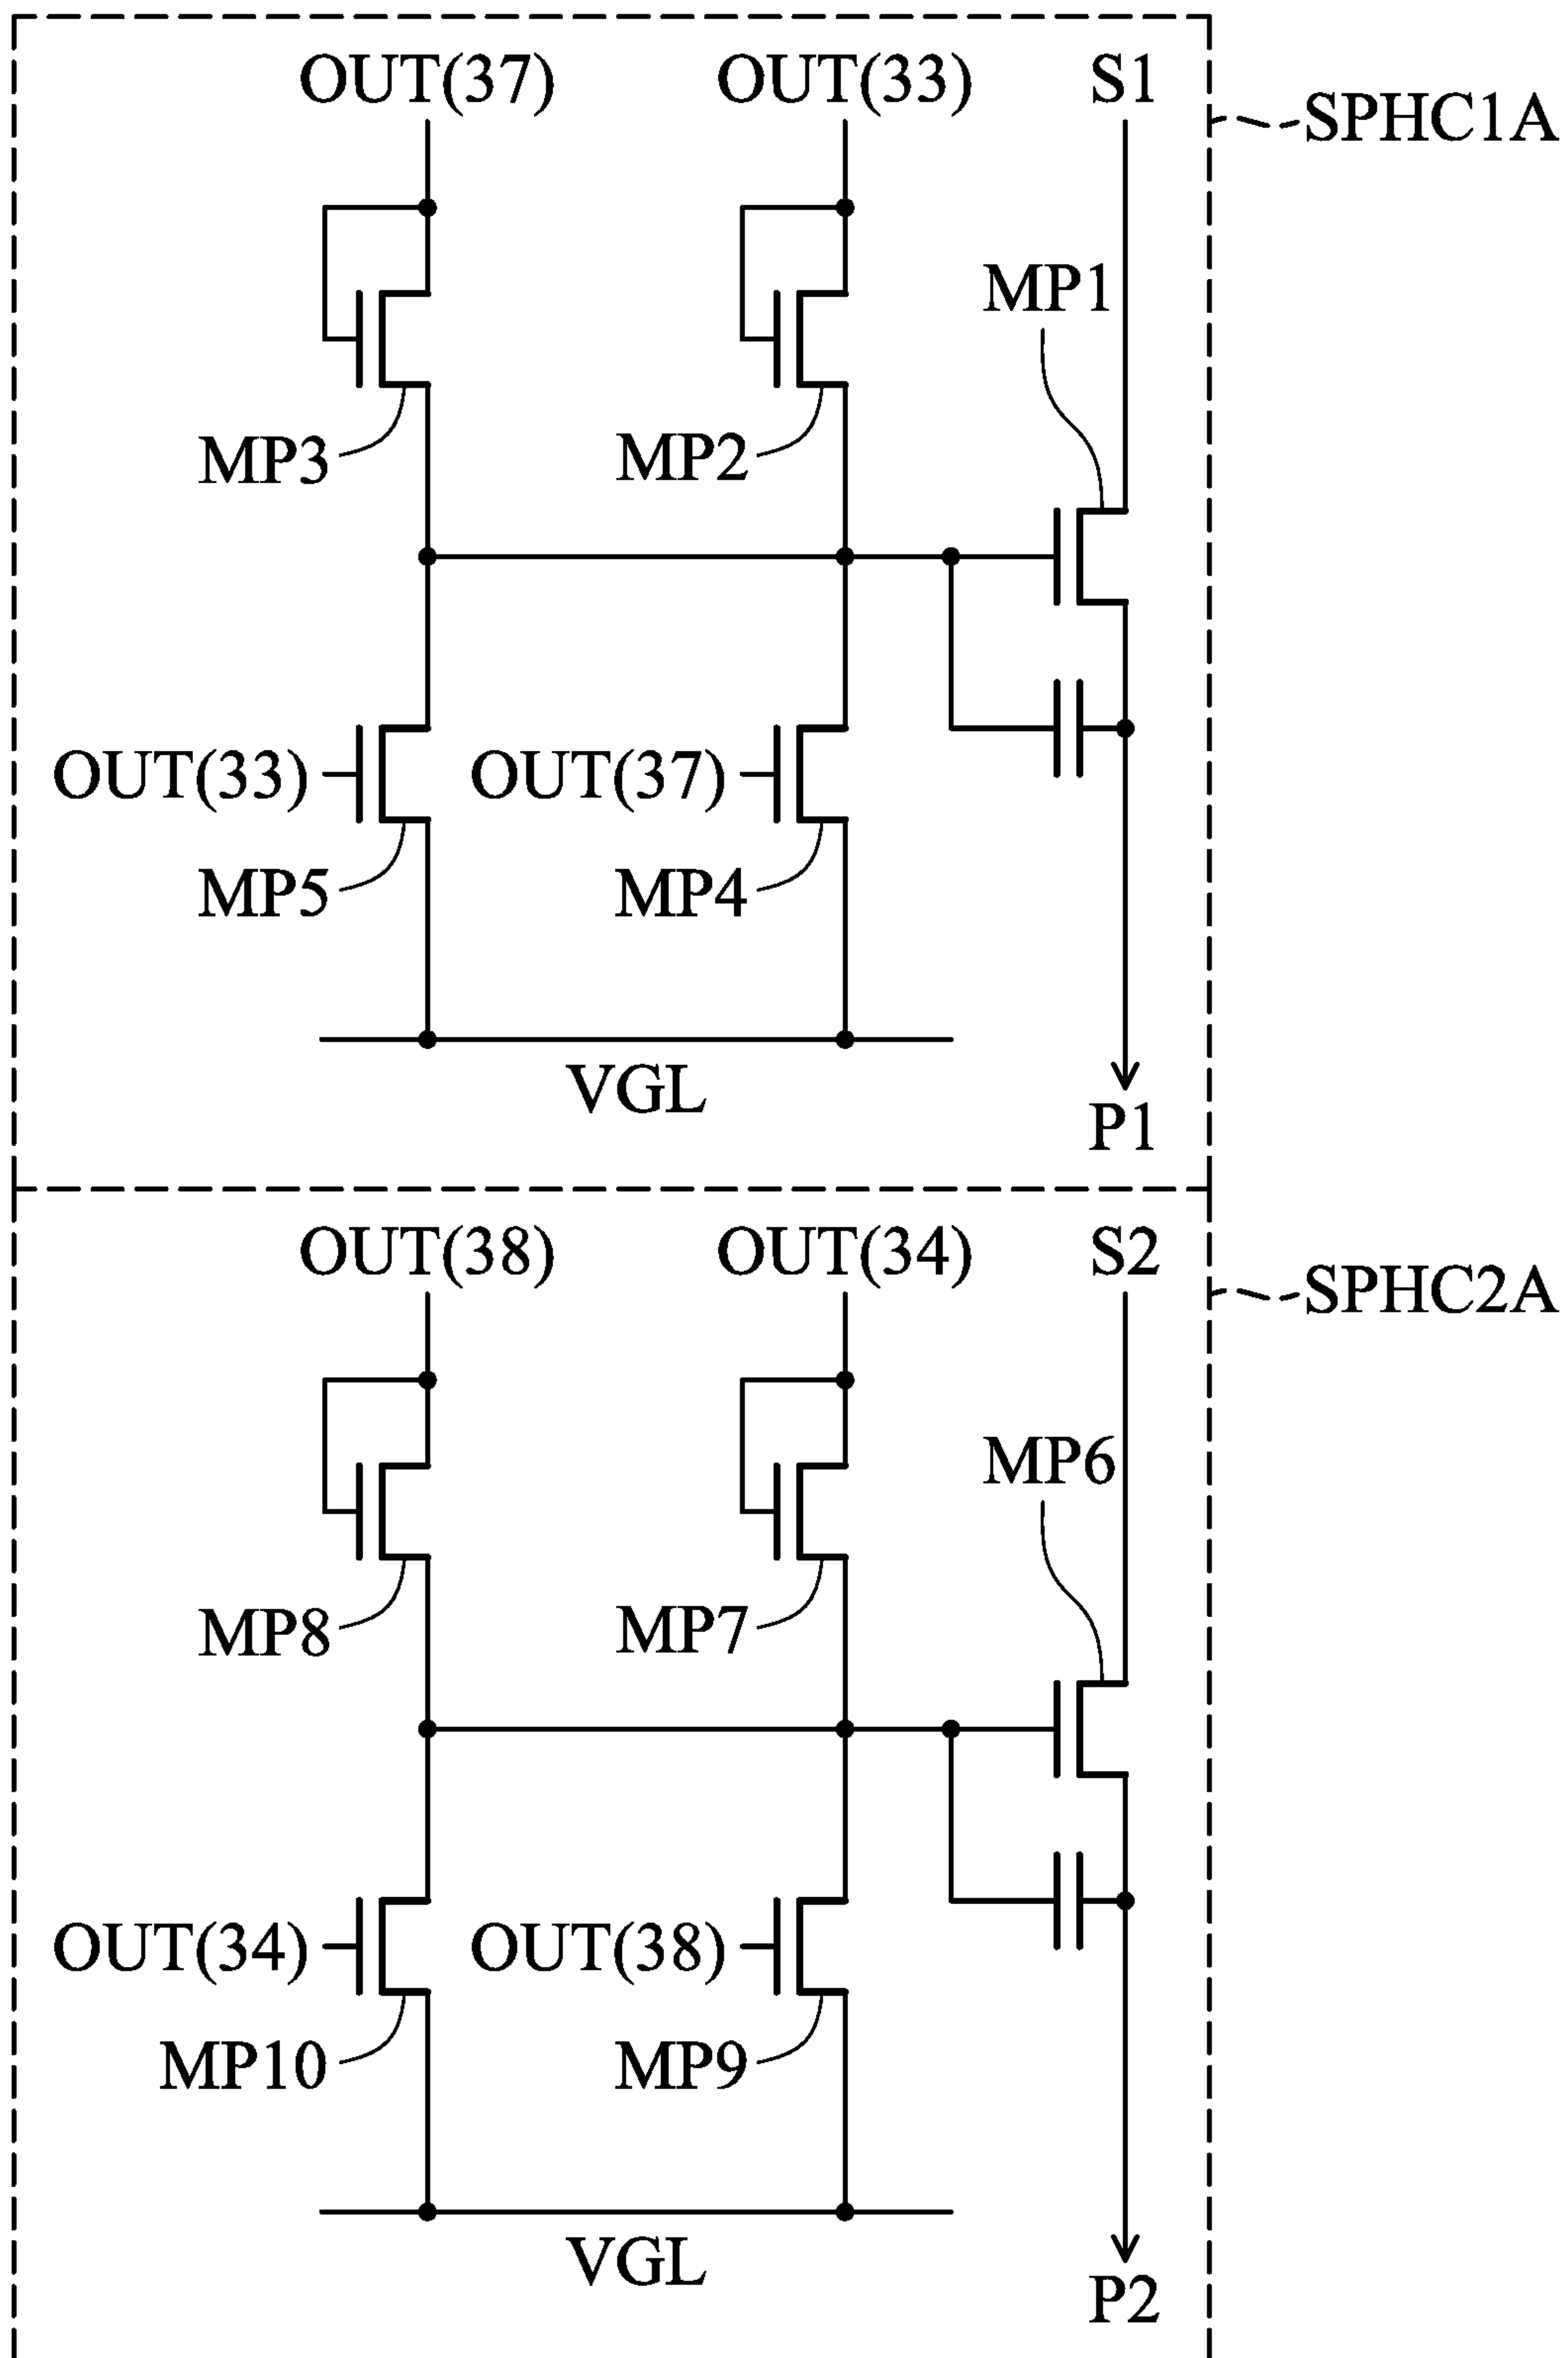 OUT(37) OUT(33) S1
SPHC1A
MP1
MP3 MP2
OUT(33) OUT(37)
MP5 MP4
VGL
P1
OUT(38) OUT(34) S2
SPHC2A
MP6
MP8 MP7
OUT(34) OUT(38)
MP10 MP9
VGL
P2